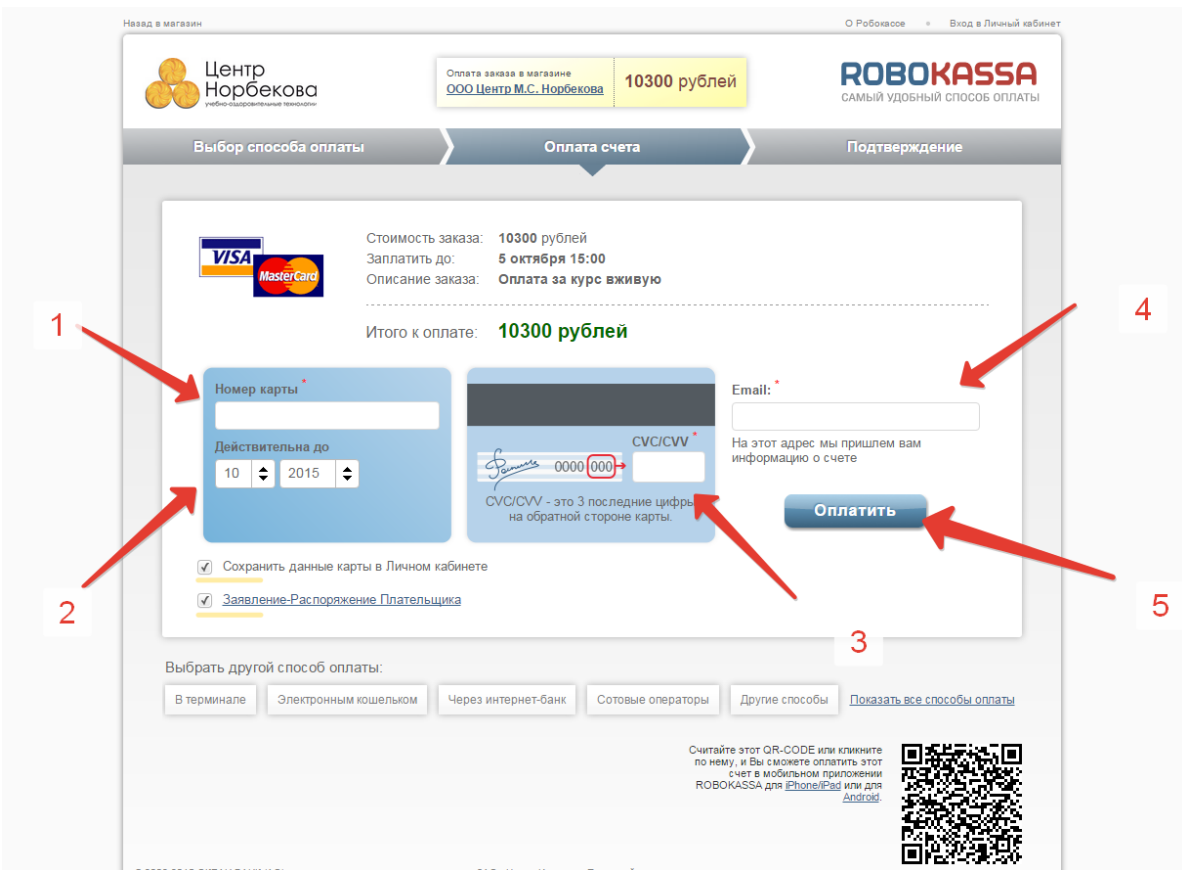 Назад в магазин
О Робокассе
Вход в Личный кабинет
Центр
Норбекова
учебно-оздоровительные технологии
Оплата заказа в магазине
ООО Центр М.С. Норбекова
10300 рублей
ROBOKASSA
САМЫЙ УДОБНЫЙ СПОСОБ ОПЛАТЫ
Выбор способа оплаты
Оплата счета
Подтверждение
VISA
MasterCard
Стоимость заказа: 10300 рублей
Заплатить до: 5 октября 15:00
Описание заказа: Оплата за курс вживую
Итого к оплате: 10300 рублей
1
4
Номер карты *
Действительна до
10 2015
CVC/CVV *
0000 000
CVC/CVV - это 3 последние цифры
на обратной стороне карты.
Email: *
На этот адрес мы пришлем вам
информацию о счете
Оплатить
Сохранить данные карты в Личном кабинете
Заявление-Распоряжение Плательщика
2
3
5
Выбрать другой способ оплаты:
В терминале
Электронным кошельком
Через интернет-банк
Сотовые операторы
Другие способы
Показать все способы оплаты
Считайте этот QR-CODE или кликните
по нему, и Вы сможете оплатить этот
счет в мобильном приложении
ROBOKASSA для iPhone/iPad или для
Android.